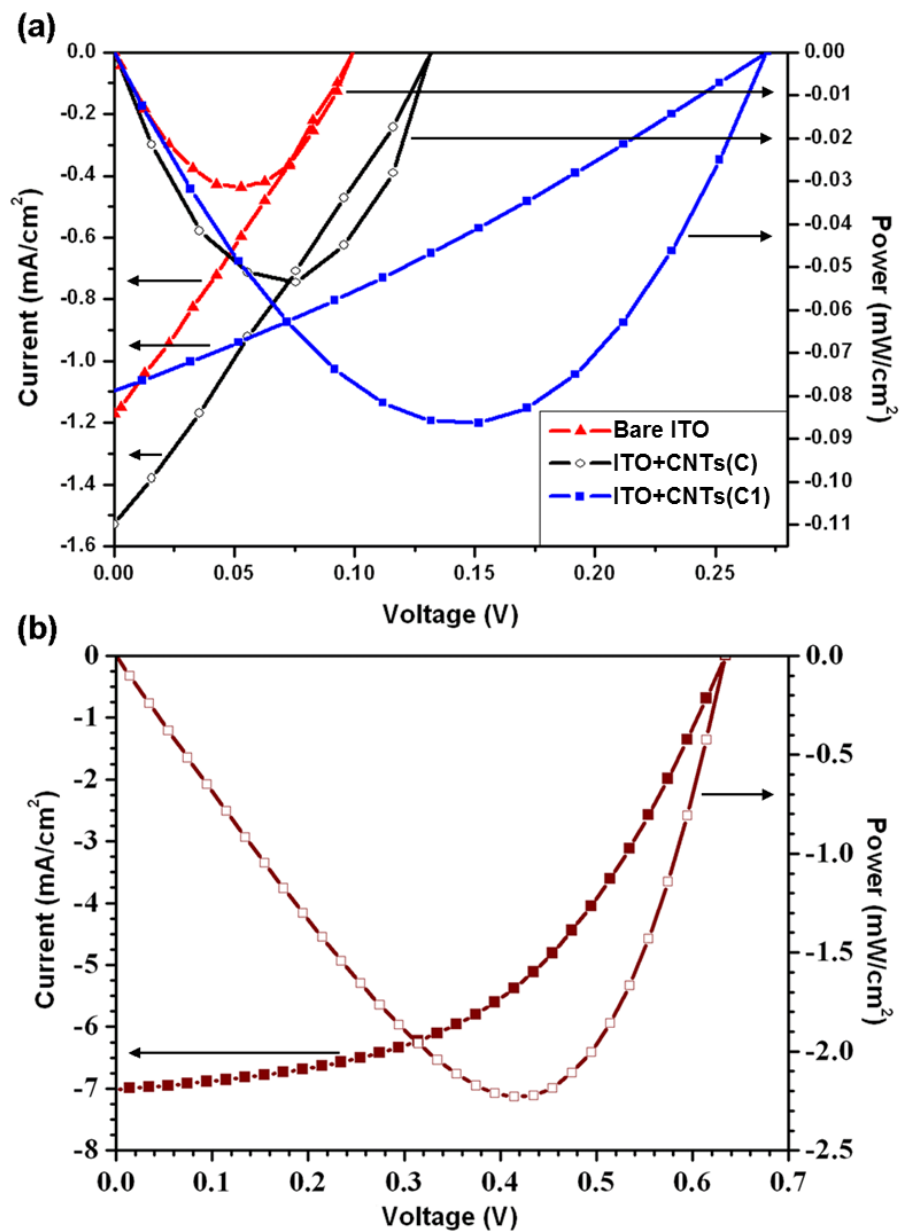 (a)
0.0
-0.2
-0.4
-0.6
-0.8
-1.0
-1.2
-1.4
-1.6
Current (mA/cm²)
0.00
-0.01
-0.02
-0.03
-0.04
-0.05
-0.06
-0.07
-0.08
-0.09
-0.10
-0.11
Power (mW/cm²)
Bare ITO
ITO+CNTs(C)
ITO+CNTs(C1)
0.00 0.05 0.10 0.15 0.20 0.25
Voltage (V)
(b)
0
-1
-2
-3
-4
-5
-6
-7
-8
Current (mA/cm²)
0.0
-0.5
-1.0
-1.5
-2.0
-2.5
Power (mW/cm²)
0.0 0.1 0.2 0.3 0.4 0.5 0.6 0.7
Voltage (V)